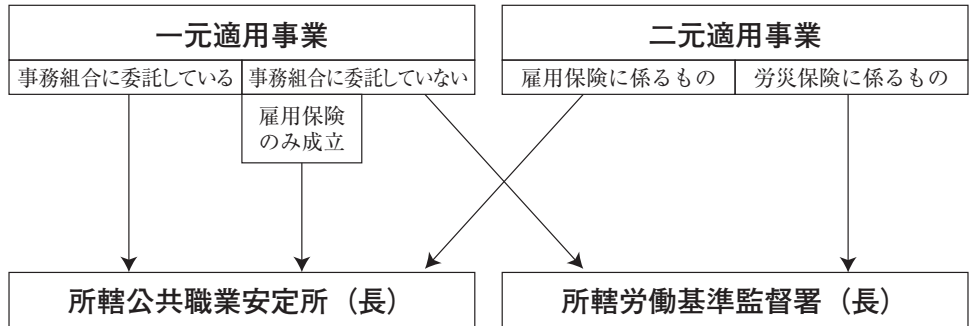 一元適用事業
事務組合に委託している
事務組合に委託していない
雇用保険
のみ成立
二元適用事業
雇用保険に係るもの
労災保険に係るもの
所轄公共職業安定所（長）
所轄労働基準監督署（長）